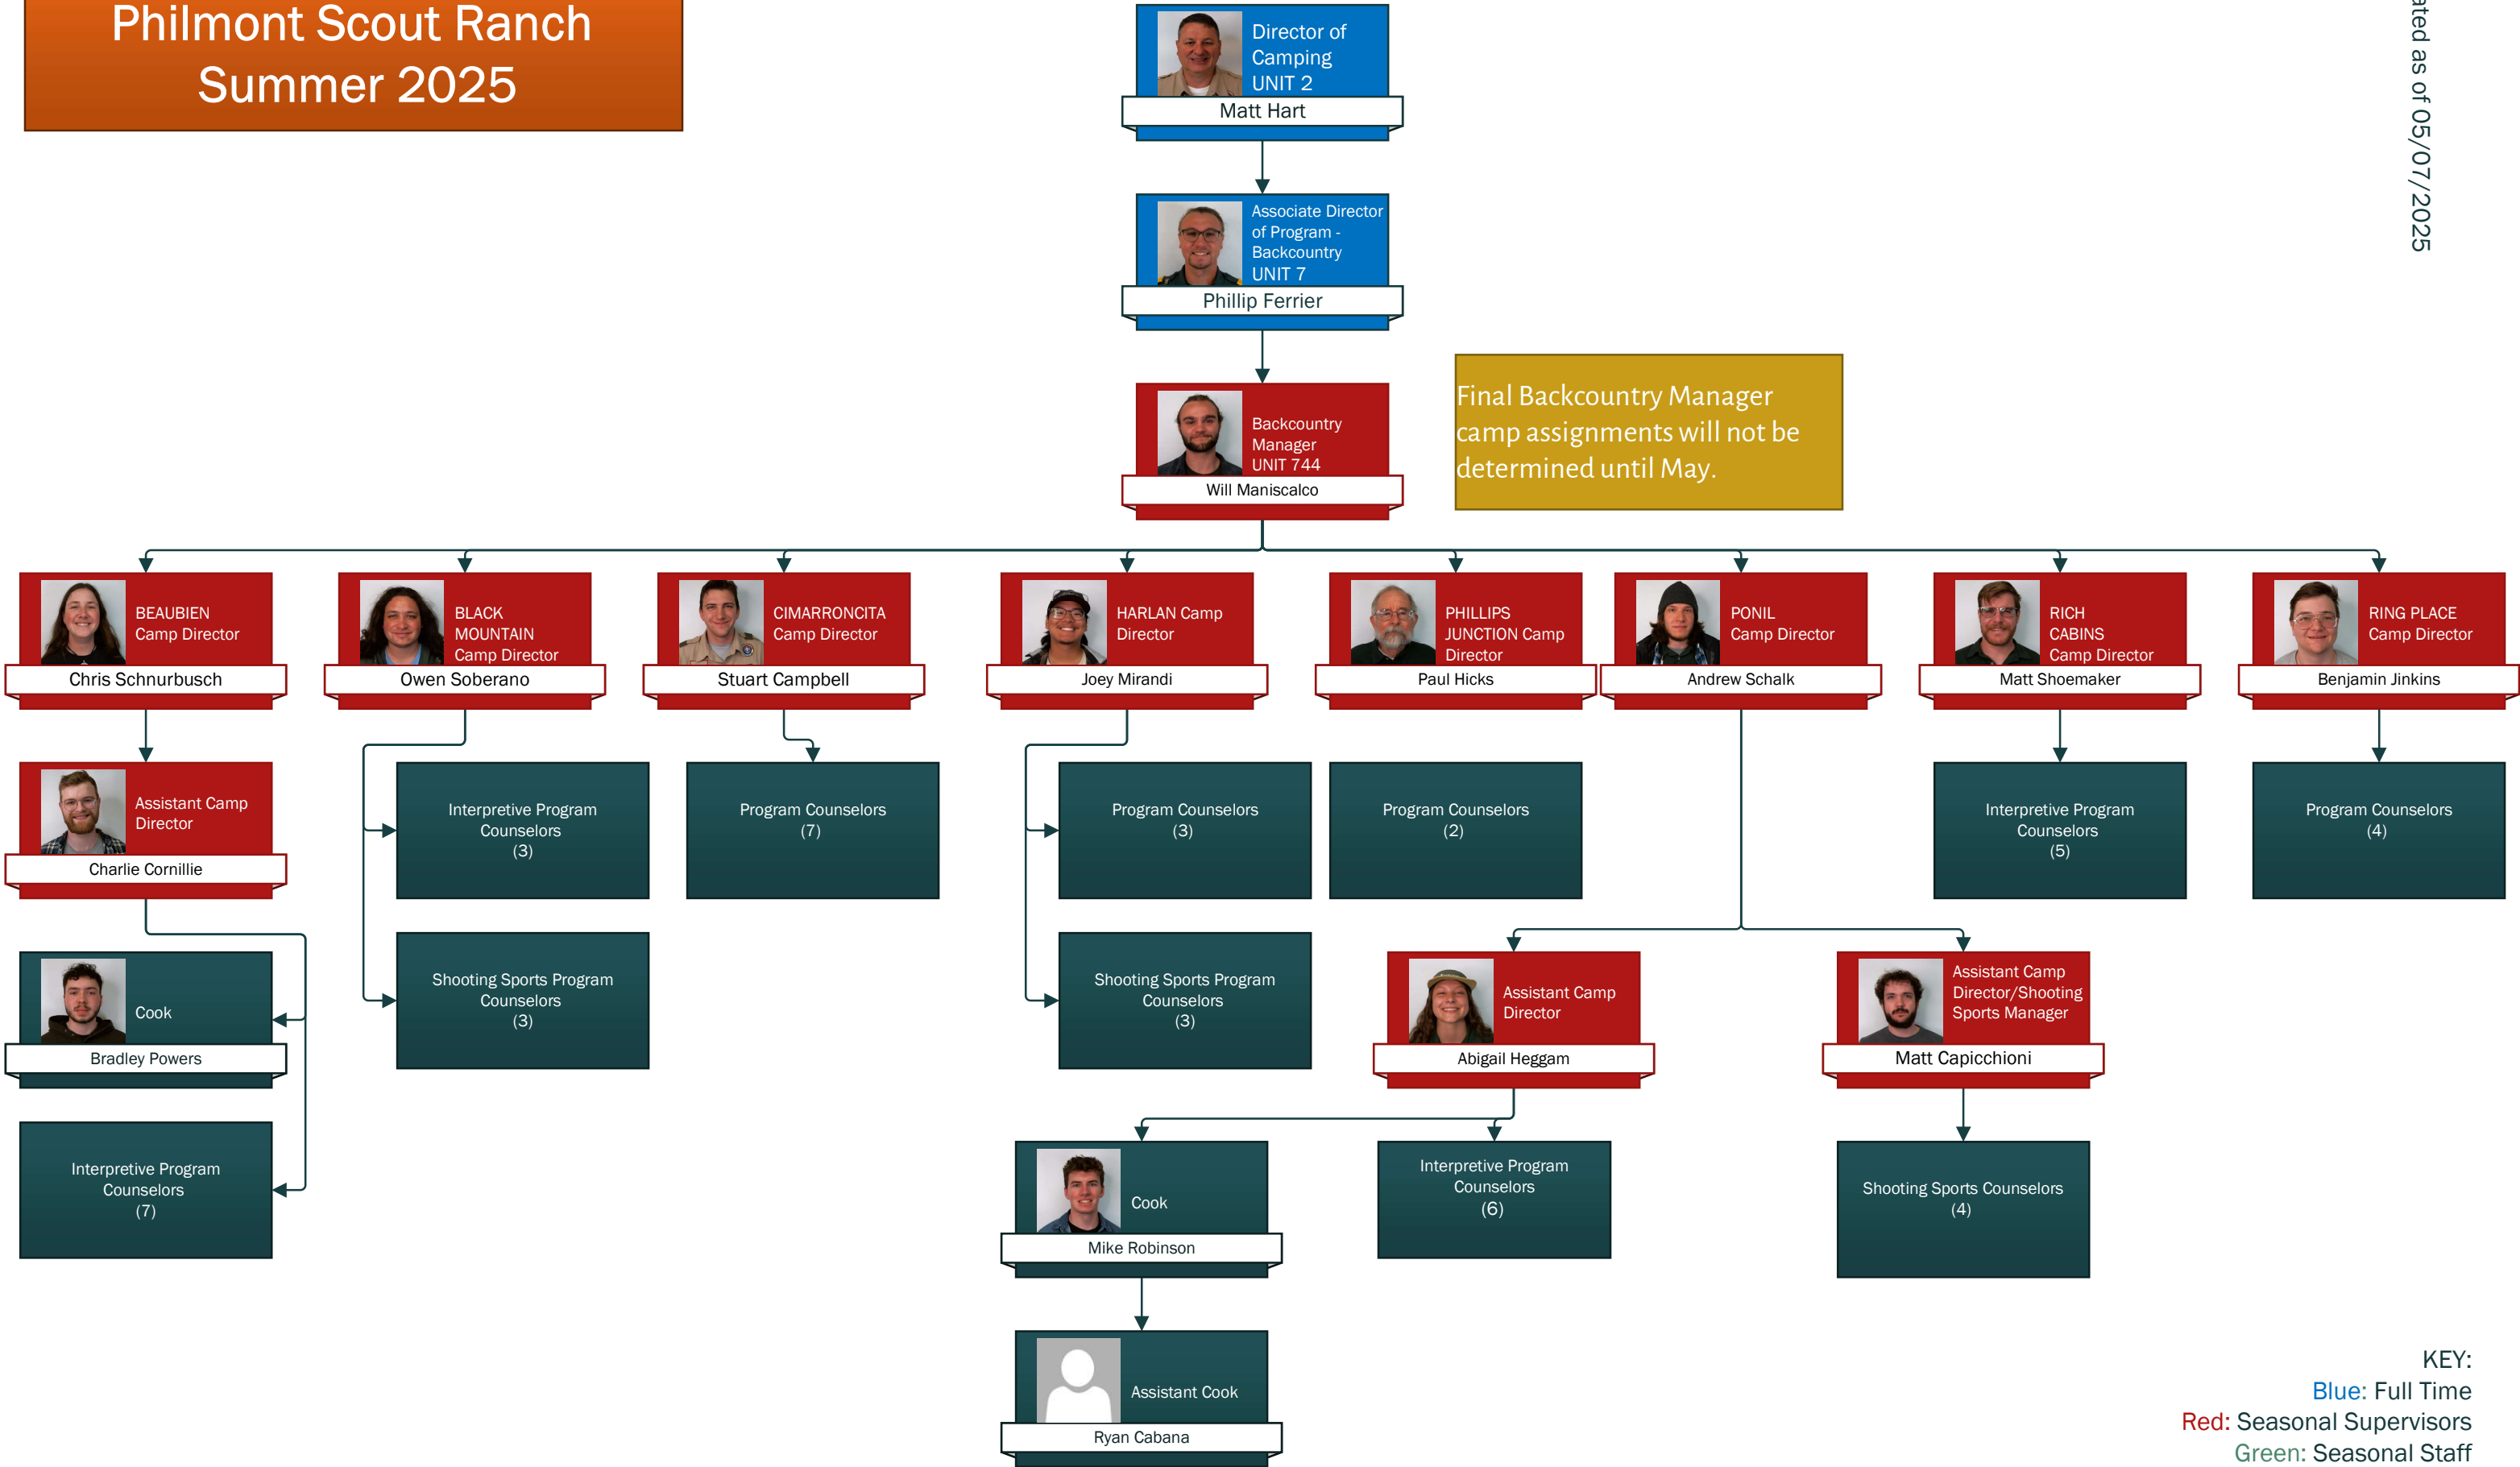 Philmont Scout Ranch
Summer 2025
as of 05/07/2025
Director of
Camping
UNIT 2
Matt Hart
Associate Director
of Program -
Backcountry
UNIT 7
Phillip Ferrier
Backcountry
Manager
UNIT 744
Will Maniscalco
Final Backcountry Manager
camp assignments will not be
determined until May.
BEAUBIEN
Camp Director
Chris Schnurbusch
BLACK
MOUNTAIN
Camp Director
Owen Soberano
CIMARRONCITA
Camp Director
Stuart Campbell
HARLAN Camp
Director
Joey Mirandi
PHILLIPS
JUNCTION Camp
Director
Paul Hicks
PONIL
Camp Director
Andrew Schalk
RICH
CABINS
Camp Director
Matt Shoemaker
RING PLACE
Camp Director
Benjamin Jinkins
Assistant Camp
Director
Charlie Cornillie
Interpretive Program
Counselors
(3)
Program Counselors
(7)
Program Counselors
(3)
Program Counselors
(2)
Interpretive Program
Counselors
(5)
Program Counselors
(4)
Cook
Bradley Powers
Shooting Sports Program
Counselors
(3)
Shooting Sports Program
Counselors
(3)
Assistant Camp
Director
Abigail Heggam
Assistant Camp
Director/Shooting
Sports Manager
Matt Capicchioni
Interpretive Program
Counselors
(7)
Cook
Mike Robinson
Interpretive Program
Counselors
(6)
Shooting Sports Counselors
(4)
Assistant Cook
Ryan Cabana
KEY:
Blue: Full Time
Red: Seasonal Supervisors
Green: Seasonal Staff